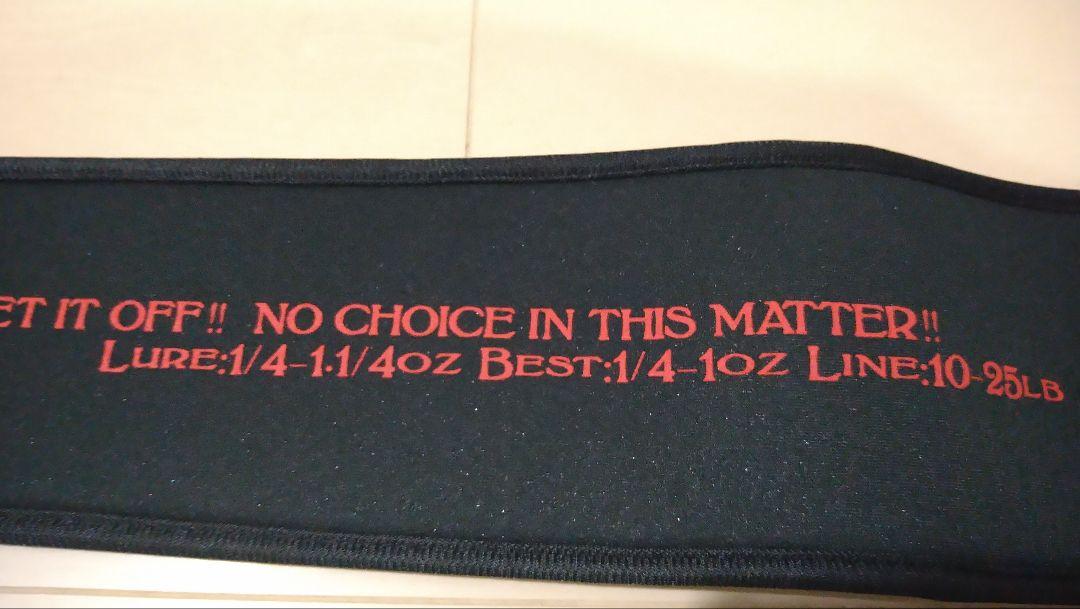 ET IT OFF!! NO CHOICE IN THIS MATTER!!
LURE:1/4-1.1/4OZ BEST:1/4-1OZ LINE:10-25LB